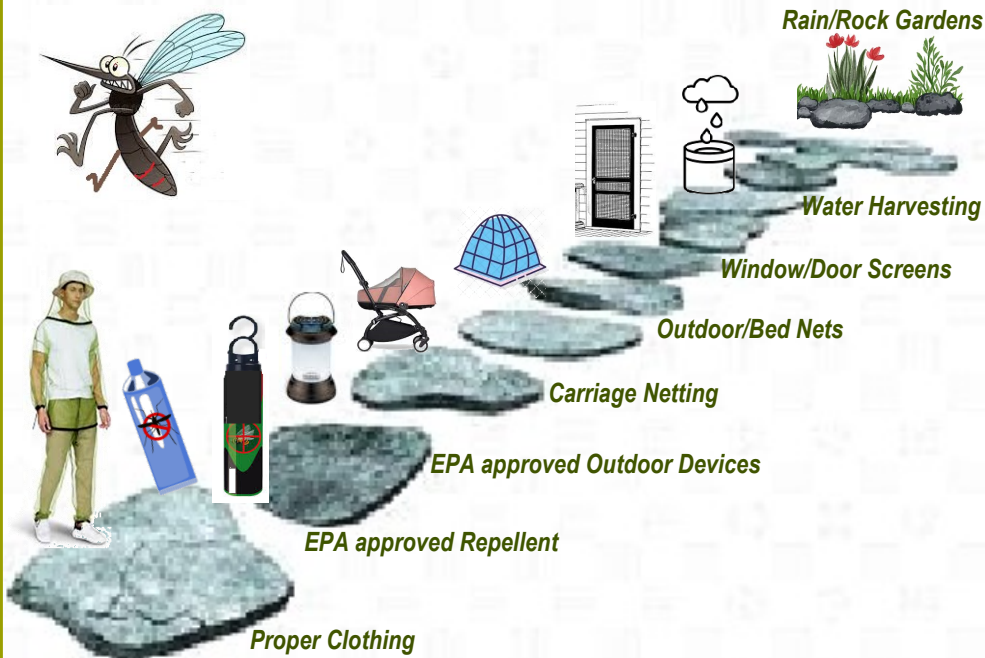 Rain/Rock Gardens
Water Harvesting
Window/Door Screens
Outdoor/Bed Nets
Carriage Netting
EPA approved Outdoor Devices
EPA approved Repellent
Proper Clothing